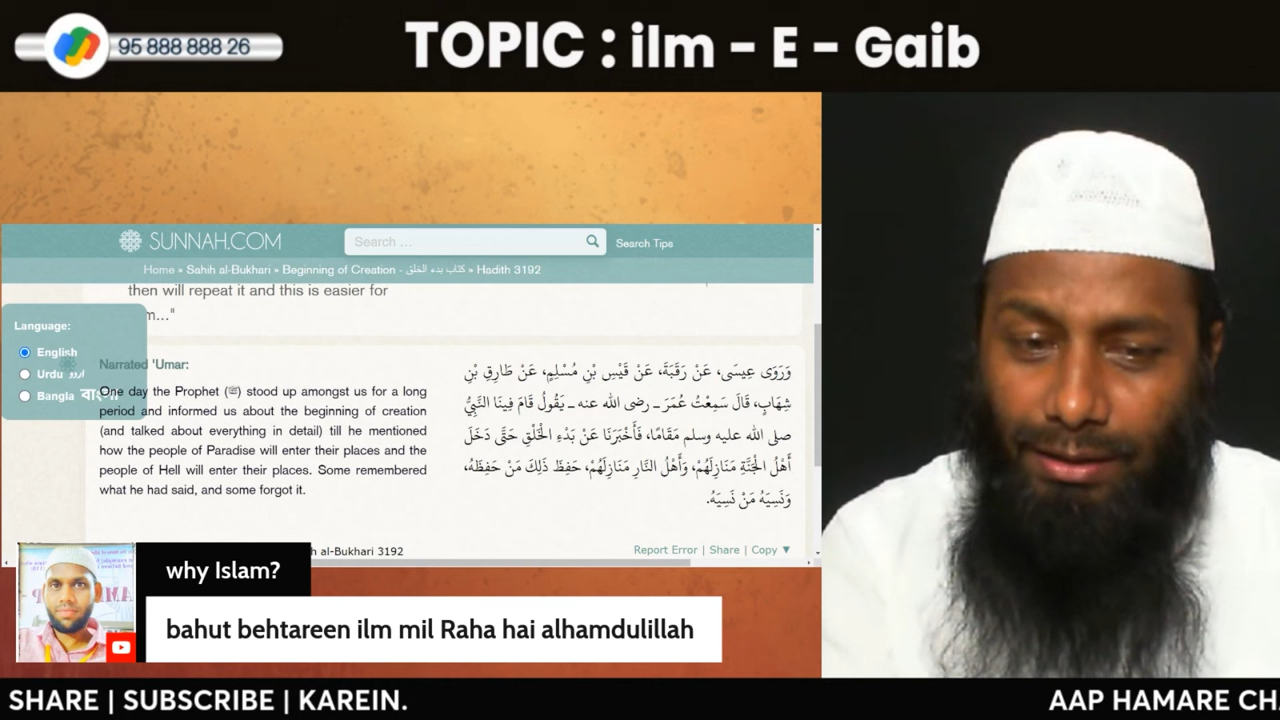 95 888 888 26
TOPIC : ilm - E - Gaib
SUNNAH.COM
Search ...
Search Tips
Home » Sahih al-Bukhari » Beginning of Creation - كتاب بدء الخلق » Hadith 3192
then will repeat it and this is easier for
m..."
Language:
English
Urdu اردو
Bangla বাংলা
Narrated 'Umar:
One day the Prophet (ﷺ) stood up amongst us for a long
period and informed us about the beginning of creation
(and talked about everything in detail) till he mentioned
how the people of Paradise will enter their places and the
people of Hell will enter their places. Some remembered
what he had said, and some forgot it.
وَرَوَى عِيسَى، عَنْ رَقَبَةَ، عَنْ قَيْسِ بْنِ مُسْلِمٍ، عَنْ طَارِقِ بْنِ
شِهَابٍ، قَالَ سَمِعْتُ عُمَرَ ـ رضى الله عنه ـ يَقُولُ قَامَ فِينَا النَّبِيُّ
صلى الله عليه وسلم مَقَامًا، فَأَخْبَرَنَا عَنْ بَدْءِ الْخَلْقِ حَتَّى دَخَلَ
أَهْلُ الْجَنَّةِ مَنَازِلَهُمْ، وَأَهْلُ النَّارِ مَنَازِلَهُمْ، حَفِظَ ذَلِكَ مَنْ حَفِظَهُ،
وَنَسِيَهُ مَنْ نَسِيَهُ.
h al-Bukhari 3192
Report Error | Share | Copy ▼
why Islam?
bahut behtareen ilm mil Raha hai alhamdulillah
SHARE | SUBSCRIBE | KAREIN.
AAP HAMARE CHA